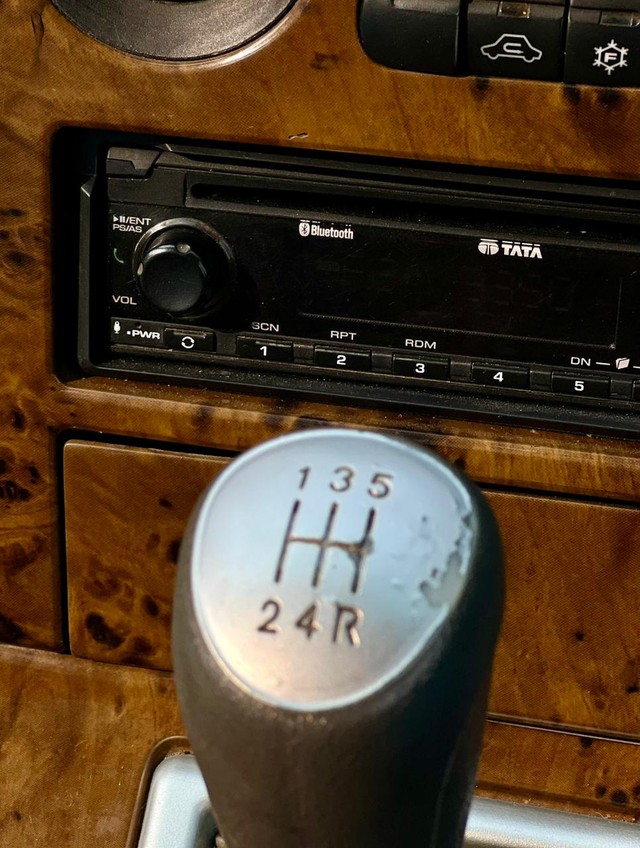 F
▶II/ENT
PS/AS
Bluetooth
TATA
VOL
•PWR
SCN
RPT
RDM
DN
1
2
3
4
5
1 3 5
2 4 R